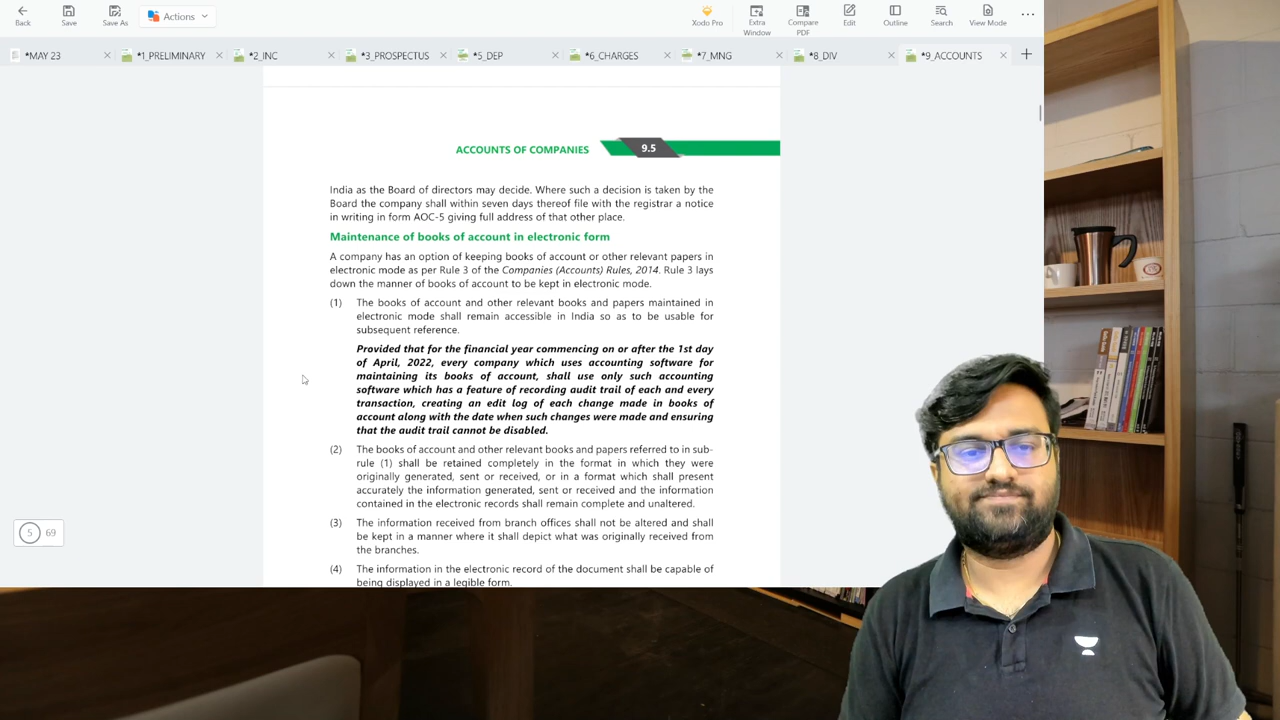 Back
Save
Save As
Actions
Xodo Pro
Extra
Window
Compare
PDF
Edit
Outline
Search
View Mode
*MAY 23
*1_PRELIMINARY
*2_INC
*3_PROSPECTUS
*5_DEP
*6_CHARGES
*7_MNG
*8_DIV
*9_ACCOUNTS
ACCOUNTS OF COMPANIES
9.5
India as the Board of directors may decide. Where such a decision is taken by the
Board the company shall within seven days thereof file with the registrar a notice
in writing in form AOC-5 giving full address of that other place.
Maintenance of books of account in electronic form
A company has an option of keeping books of account or other relevant papers in
electronic mode as per Rule 3 of the Companies (Accounts) Rules, 2014. Rule 3 lays
down the manner of books of account to be kept in electronic mode.
(1) The books of account and other relevant books and papers maintained in
electronic mode shall remain accessible in India so as to be usable for
subsequent reference.
Provided that for the financial year commencing on or after the 1st day
of April, 2022, every company which uses accounting software for
maintaining its books of account, shall use only such accounting
software which has a feature of recording audit trail of each and every
transaction, creating an edit log of each change made in books of
account along with the date when such changes were made and ensuring
that the audit trail cannot be disabled.
(2) The books of account and other relevant books and papers referred to in sub-
rule (1) shall be retained completely in the format in which they were
originally generated, sent or received, or in a format which shall present
accurately the information generated, sent or received and the information
contained in the electronic records shall remain complete and unaltered.
(3) The information received from branch offices shall not be altered and shall
be kept in a manner where it shall depict what was originally received from
the branches.
(4) The information in the electronic record of the document shall be capable of
being displayed in a legible form.
5 69